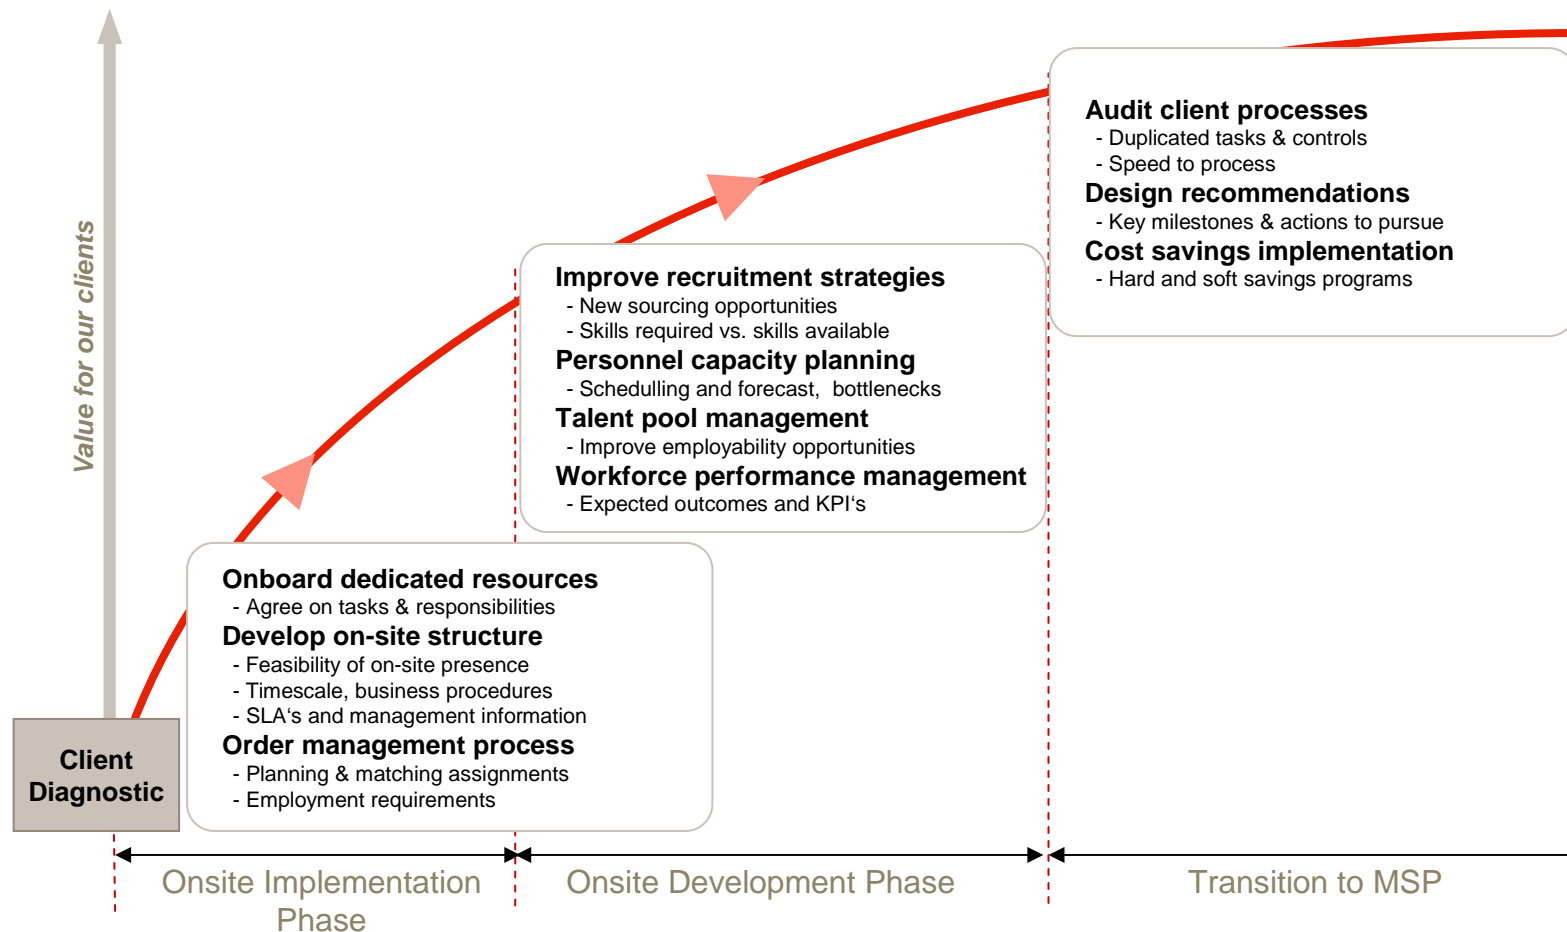 Value for our clients
Client
Diagnostic
Onboard dedicated resources
- Agree on tasks & responsibilities
Develop on-site structure
- Feasibility of on-site presence
- Timescale, business procedures
- SLA‘s and management information
Order management process
- Planning & matching assignments
- Employment requirements
Improve recruitment strategies
- New sourcing opportunities
- Skills required vs. skills available
Personnel capacity planning
- Schedulling and forecast, bottlenecks
Talent pool management
- Improve employability opportunities
Workforce performance management
- Expected outcomes and KPI‘s
Audit client processes
- Duplicated tasks & controls
- Speed to process
Design recommendations
- Key milestones & actions to pursue
Cost savings implementation
- Hard and soft savings programs
Onsite Implementation
Phase
Onsite Development Phase
Transition to MSP